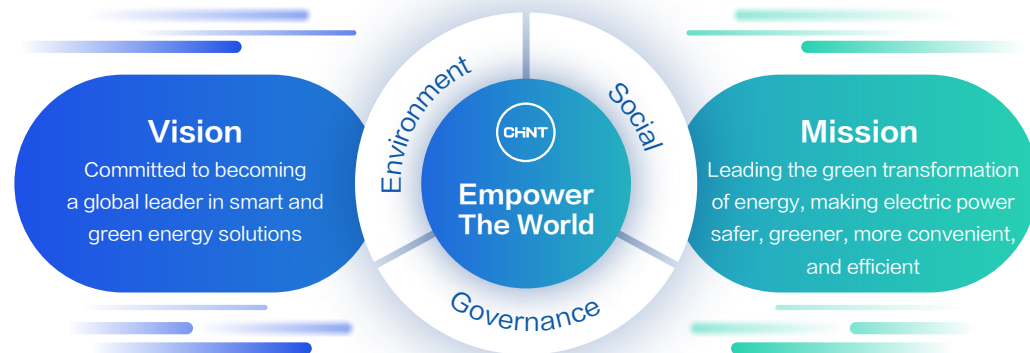 Vision
Committed to becoming
a global leader in smart and
green energy solutions
Environment
Social
Governance
CHNT
Empower
The World
Mission
Leading the green transformation
of energy, making electric power
safer, greener, more convenient,
and efficient